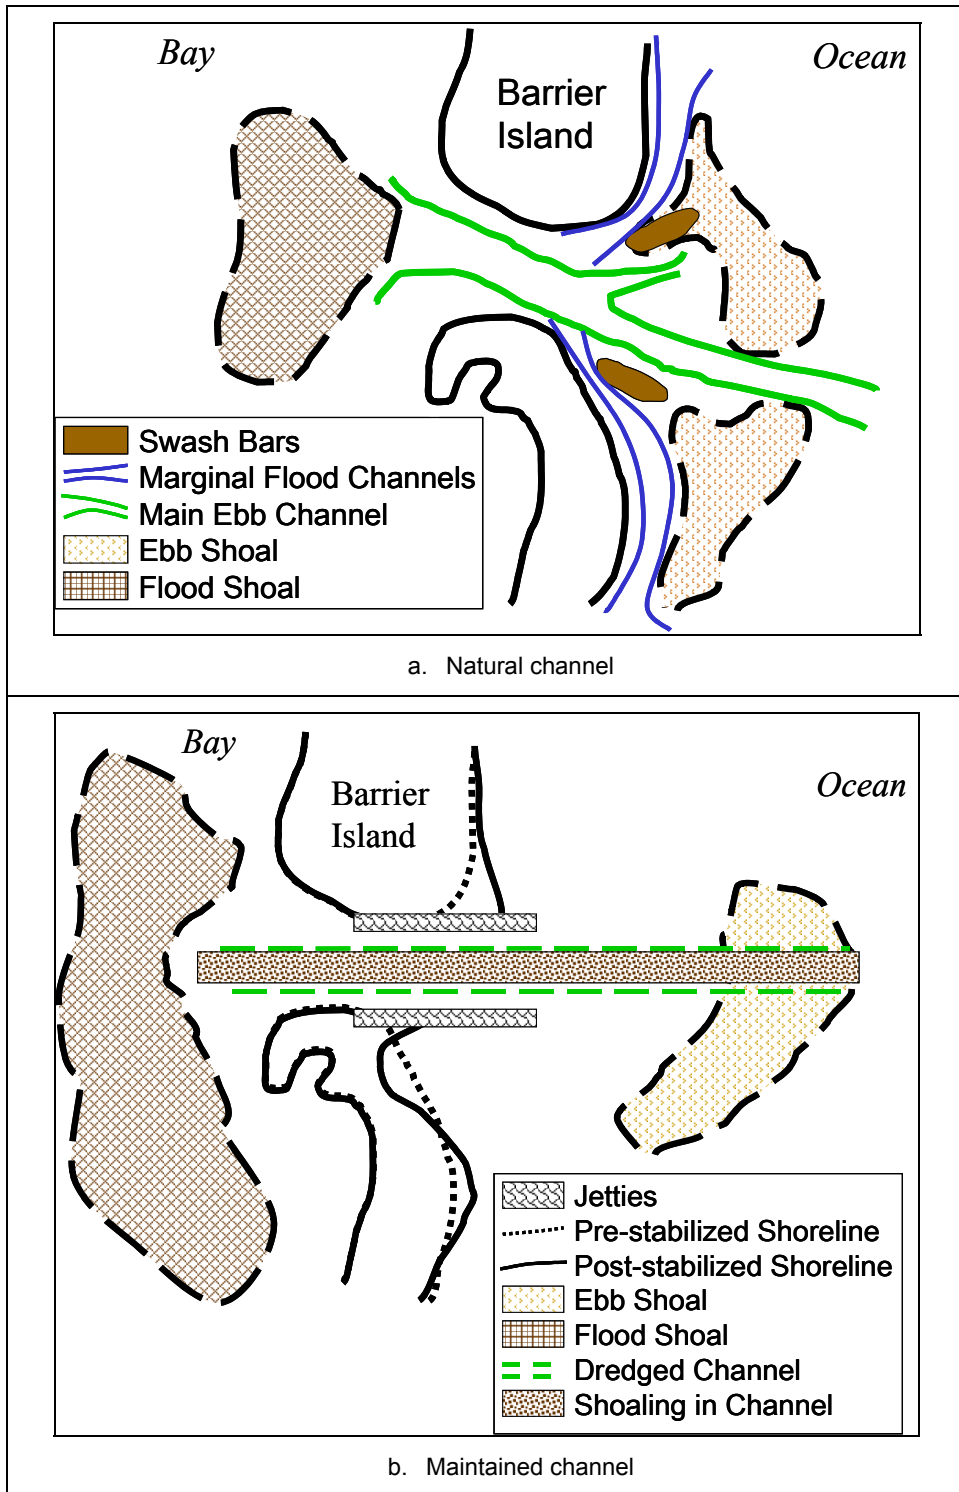 Bay
Ocean
Barrier
Island
Swash Bars
Marginal Flood Channels
Main Ebb Channel
Ebb Shoal
Flood Shoal
a. Natural channel
Bay
Ocean
Barrier
Island
Jetties
Pre-stabilized Shoreline
Post-stabilized Shoreline
Ebb Shoal
Flood Shoal
Dredged Channel
Shoaling in Channel
b. Maintained channel